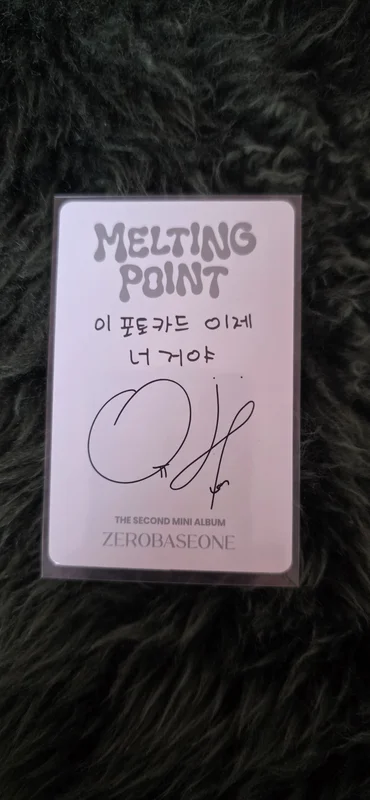 MELTING
POINT
이 포토카드 이제
너 거야
THE SECOND MINI ALBUM
ZEROBASEONE